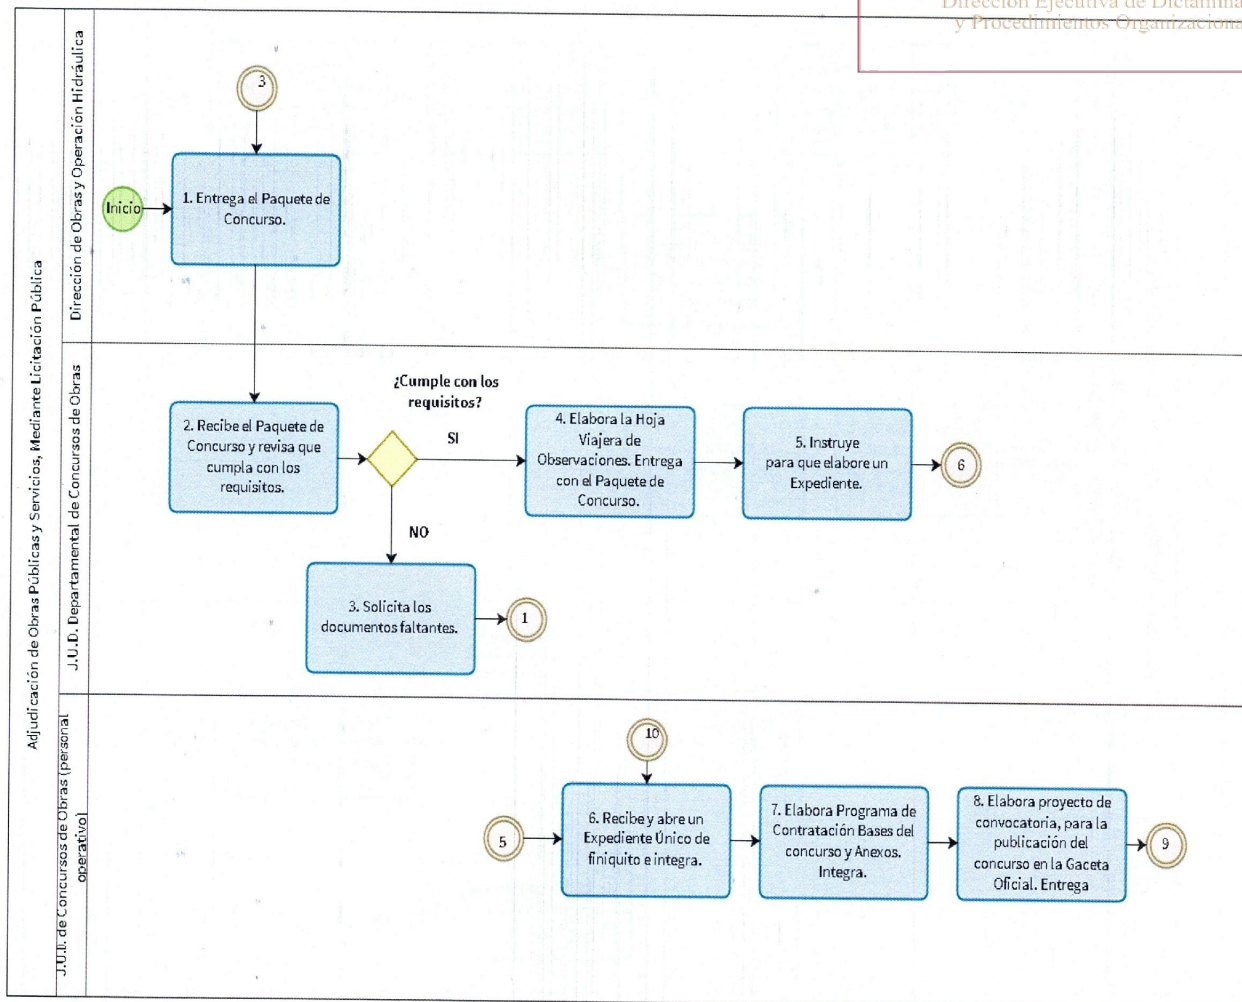 Dirección Ejecutiva de Dictamina
y Procedimientos Organizaciona
Adjudicación de Obras Públicas y Servicios, Mediante Licitación Pública
Dirección de Obras y Operación Hidráulica
3
Inicio
1. Entrega el Paquete de
Concurso.
J.U.D. Departamental de Concursos de Obras
2. Recibe el Paquete de
Concurso y revisa que
cumpla con los
requisitos.
¿Cumple con los
requisitos?
SI
NO
4. Elabora la Hoja
Viajera de
Observaciones. Entrega
con el Paquete de
Concurso.
5. Instruye
para que elabore un
Expediente.
6
3. Solicita los
documentos faltantes.
1
de Concursos de Obras (personal
operativo)
10
5
6. Recibe y abre un
Expediente Único de
finiquito e integra.
7. Elabora Programa de
Contratación Bases del
concurso y Anexos.
Integra.
8. Elabora proyecto de
convocatoria, para la
publicación del
concurso en la Gaceta
Oficial. Entrega
9